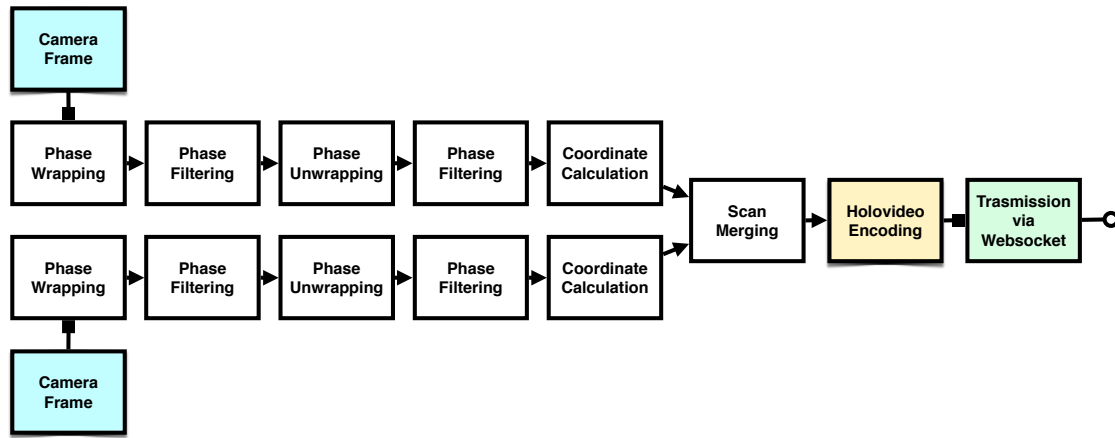 Camera
Frame
Phase
Wrapping
Phase
Filtering
Phase
Unwrapping
Phase
Filtering
Coordinate
Calculation
Scan
Merging
Holovideo
Encoding
Trasmission
via
Websocket
Phase
Wrapping
Phase
Filtering
Phase
Unwrapping
Phase
Filtering
Coordinate
Calculation
Camera
Frame